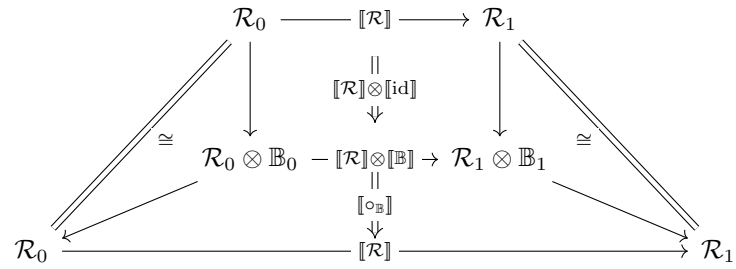 ℛ₀ ⟦ℛ⟧ ℛ₁
⟦ℛ⟧⊗⟦id⟧
≅ ≅
ℛ₀ ⊗ 𝔹₀ ⟦ℛ⟧⊗⟦𝔹⟧ ℛ₁ ⊗ 𝔹₁
⟦∘_𝔹⟧
ℛ₀ ⟦ℛ⟧ ℛ₁